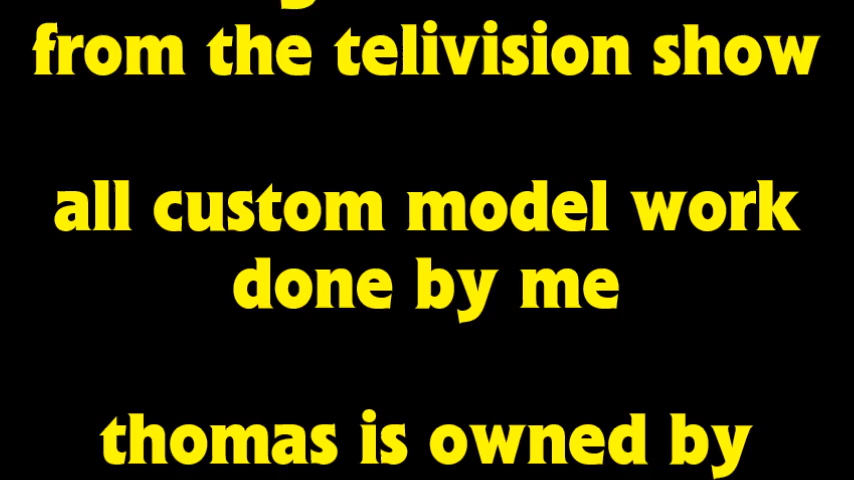 from the telivision show
all custom model work
done by me
thomas is owned by